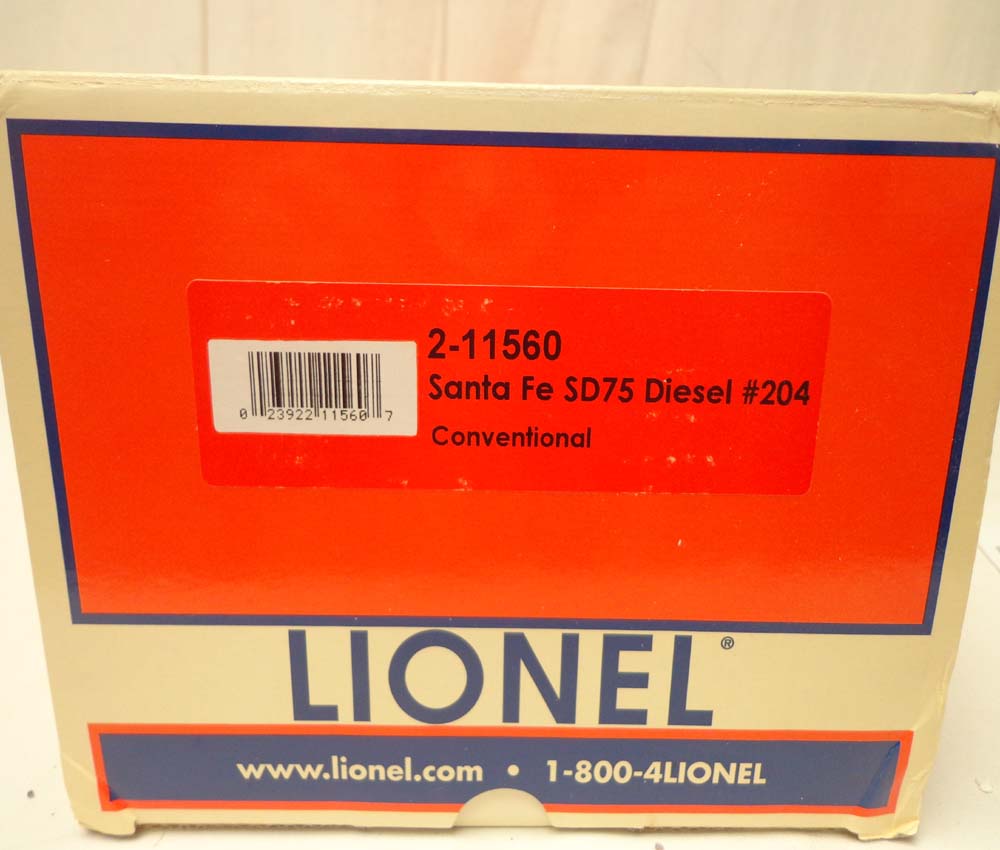 2-11560
Santa Fe SD75 Diesel #204
Conventional
0 23922 11560 7
LIONEL®
www.lionel.com • 1-800-4LIONEL